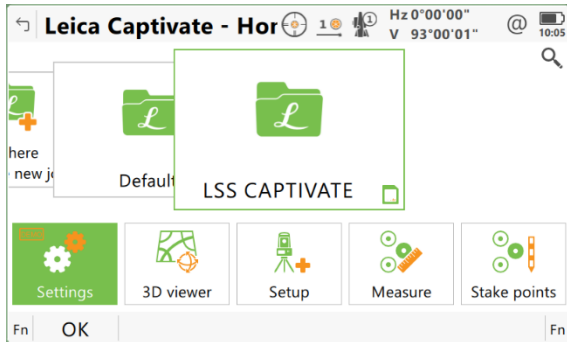 Leica Captivate - Hor
1
1
Hz 0°00'00"
V 93°00'01"
@
10:05
here
new j
Default
LSS CAPTIVATE
Settings
3D viewer
Setup
Measure
Stake points
Fn
OK
Fn